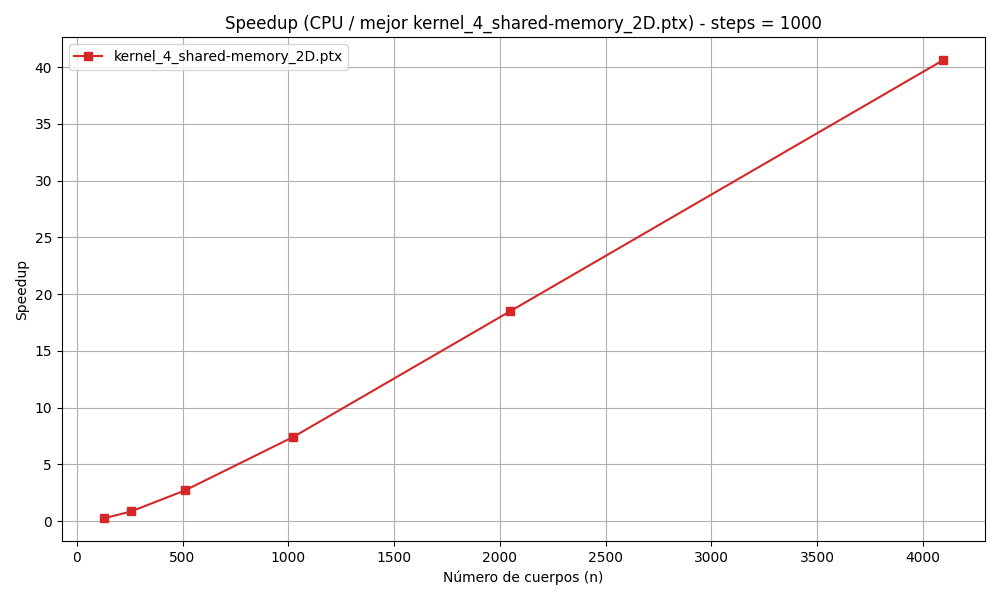 Speedup (CPU / mejor kernel_4_shared-memory_2D.ptx) - steps = 1000
kernel_4_shared-memory_2D.ptx
40
35
30
25
20
15
10
5
0
Speedup
0 500 1000 1500 2000 2500 3000 3500 4000
Número de cuerpos (n)